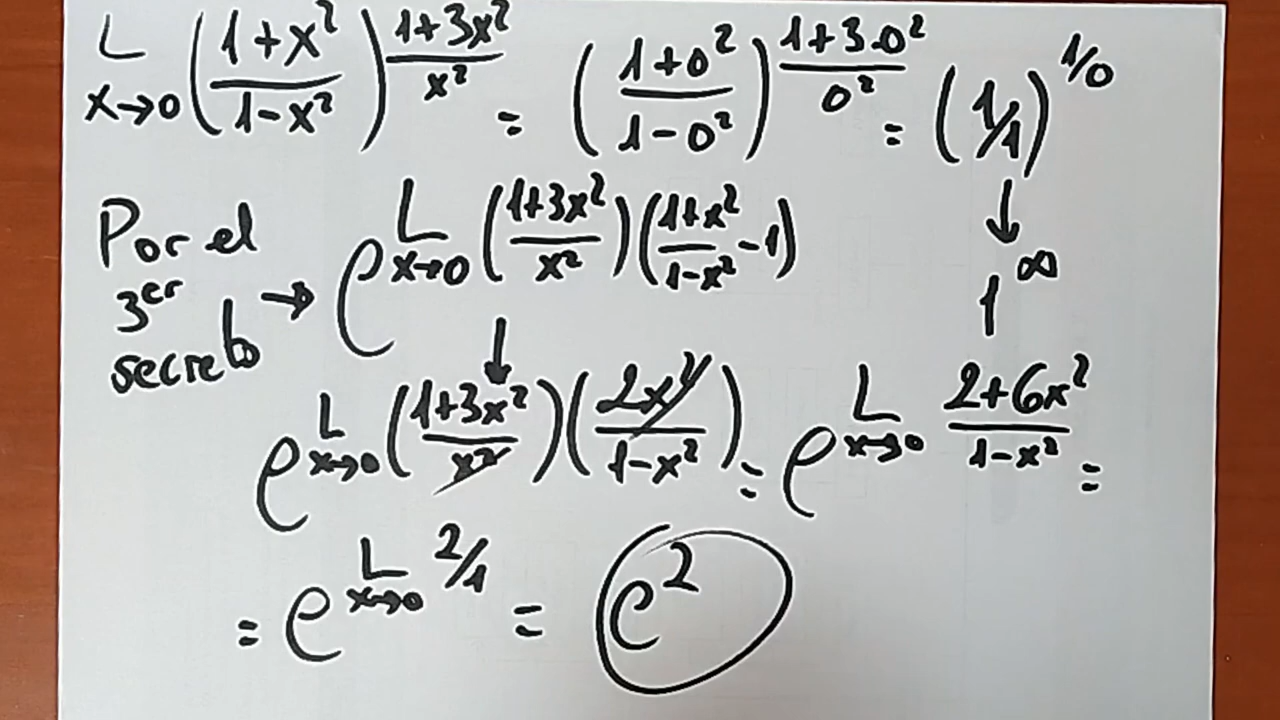 L x→0 ((1+x²)/(1-x²))^((1+3x²)/x²) = ((1+0²)/(1-0²))^((1+3·0²)/0²) = (1/1)^(1/0)
↓
1^∞
Por el
3er
secreto → e^(L x→0 ((1+3x²)/x²)((1+x²)/(1-x²) - 1))
↓
e^(L x→0 ((1+3x²)/x²)(2x²/(1-x²))) = e^(L x→0 (2+6x²)/(1-x²)) =
= e^(L x→0 2/1) = e²